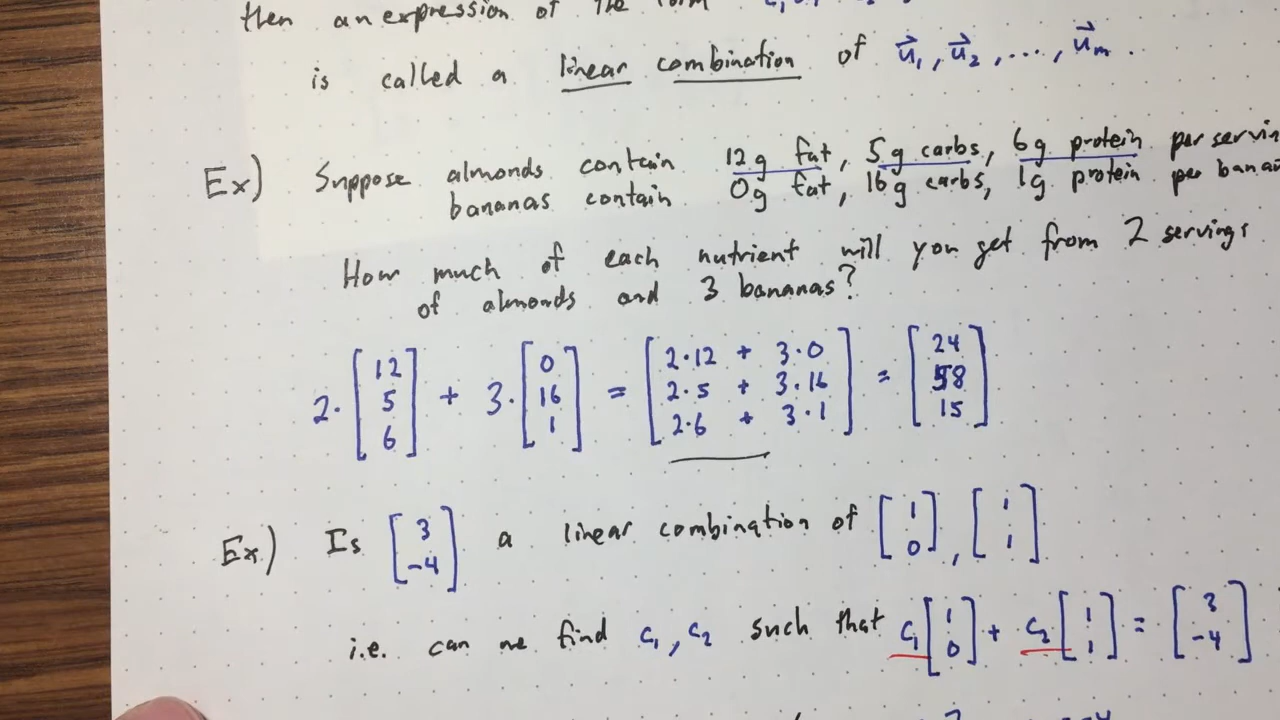 then an expression of the form
is called a linear combination of u⃗₁, u⃗₂, ..., u⃗ₘ.
Ex) Suppose almonds contain 12g fat, 5g carbs, 6g protein per servin
bananas contain 0g fat, 16g carbs, 1g protein per bana
How much of each nutrient will you get from 2 servings
of almonds and 3 bananas?
2·[12 5 6] + 3·[0 16 1] = [2·12 + 3·0 2·5 + 3·16 2·6 + 3·1] = [24 58 15]
Ex) Is [3 -4] a linear combination of [1 0], [1 1]
i.e. can we find c₁, c₂ such that c₁[1 0] + c₂[1 1] = [3 -4]